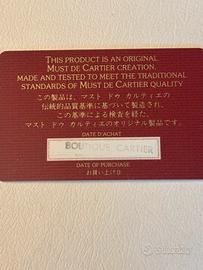 THIS PRODUCT IS AN ORIGINAL
MUST DE CARTIER CREATION,
MADE AND TESTED TO MEET THE TRADITIONAL
STANDARDS OF MUST DE CARTIER QUALITY
この製品は、マスト ドゥ カルティエの
伝統的品質基準に基づいて製造され、
この基準による検査を経た、
マスト ドゥ カルティエのオリジナル製品です。
DATE D'ACHAT
BOUTIQUE CARTIER
DATE OF PURCHASE
お買い上げ日
subito